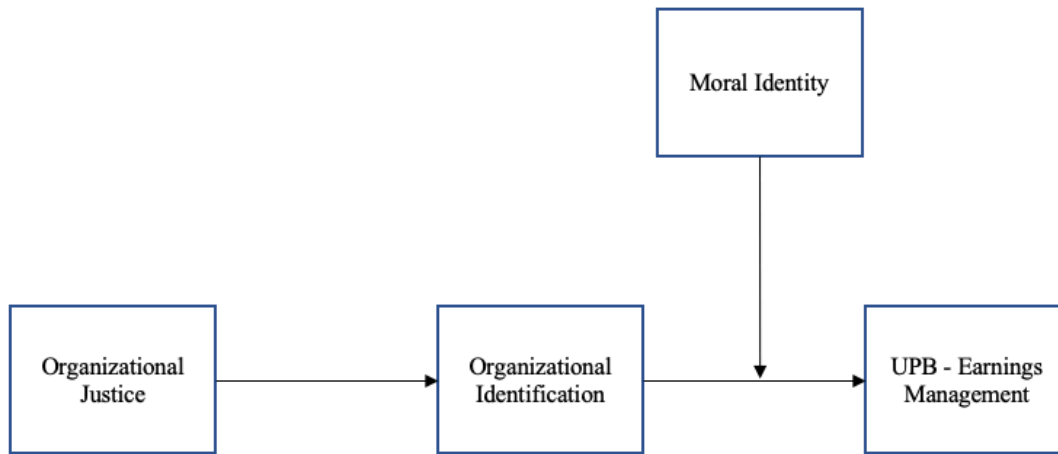 Moral Identity
Organizational
Justice
Organizational
Identification
UPB - Earnings
Management